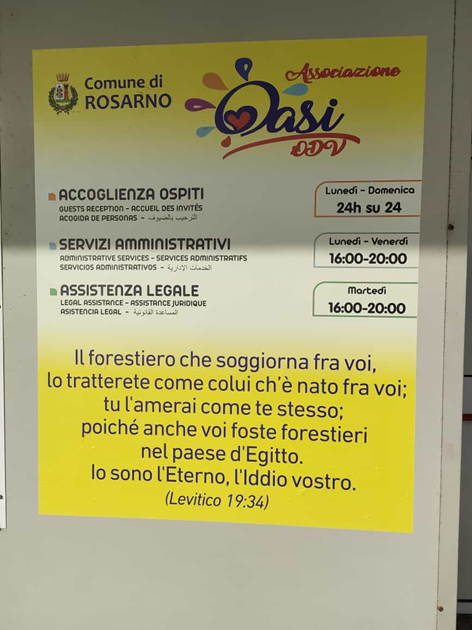 Comune di
ROSARNO
Associazione
Oasi
ODV
ACCOGLIENZA OSPITI
GUESTS RECEPTION - ACCUEIL DES INVITÉS
ACOGIDA DE PERSONAS - الترحيب بالضيوف
Lunedì - Domenica
24h su 24
SERVIZI AMMINISTRATIVI
ADMINISTRATIVE SERVICES - SERVICES ADMINISTRATIFS
SERVICIOS ADMINISTRATIVOS - الخدمات الإدارية
Lunedì - Venerdì
16:00-20:00
ASSISTENZA LEGALE
LEGAL ASSISTANCE - ASSISTANCE JURIDIQUE
ASISTENCIA LEGAL - المساعدة القانونية
Martedì
16:00-20:00
Il forestiero che soggiorna fra voi,
lo tratterete come colui ch'è nato fra voi;
tu l'amerai come te stesso;
poiché anche voi foste forestieri
nel paese d'Egitto.
Io sono l'Eterno, l'Iddio vostro.
(Levitico 19:34)